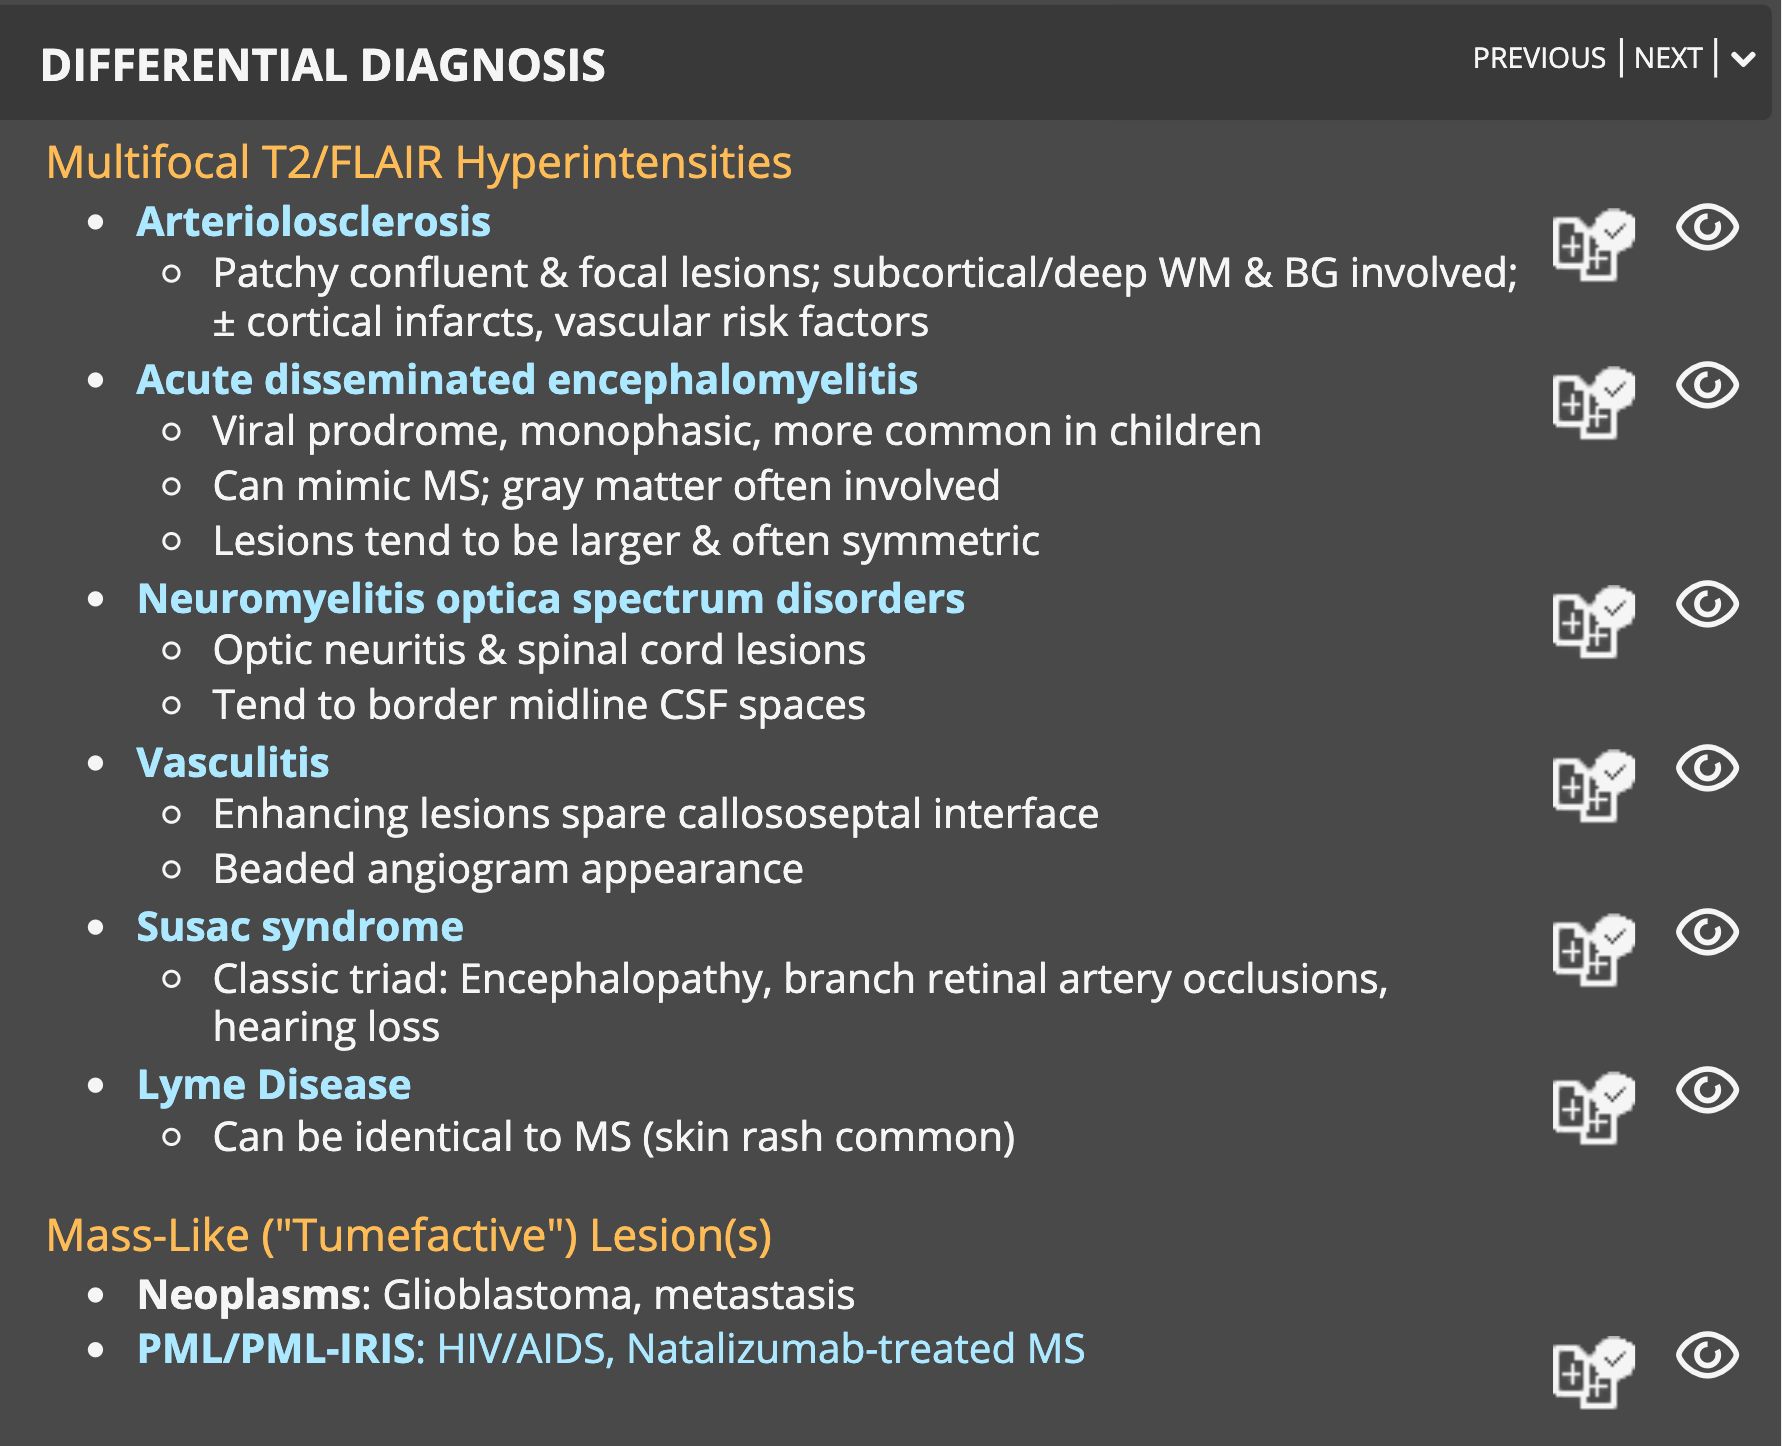 DIFFERENTIAL DIAGNOSIS
PREVIOUS | NEXT |
Multifocal T2/FLAIR Hyperintensities
• Arteriolosclerosis
○ Patchy confluent & focal lesions; subcortical/deep WM & BG involved;
± cortical infarcts, vascular risk factors
• Acute disseminated encephalomyelitis
○ Viral prodrome, monophasic, more common in children
○ Can mimic MS; gray matter often involved
○ Lesions tend to be larger & often symmetric
• Neuromyelitis optica spectrum disorders
○ Optic neuritis & spinal cord lesions
○ Tend to border midline CSF spaces
• Vasculitis
○ Enhancing lesions spare callososeptal interface
○ Beaded angiogram appearance
• Susac syndrome
○ Classic triad: Encephalopathy, branch retinal artery occlusions,
hearing loss
• Lyme Disease
○ Can be identical to MS (skin rash common)
Mass-Like ("Tumefactive") Lesion(s)
• Neoplasms: Glioblastoma, metastasis
• PML/PML-IRIS: HIV/AIDS, Natalizumab-treated MS